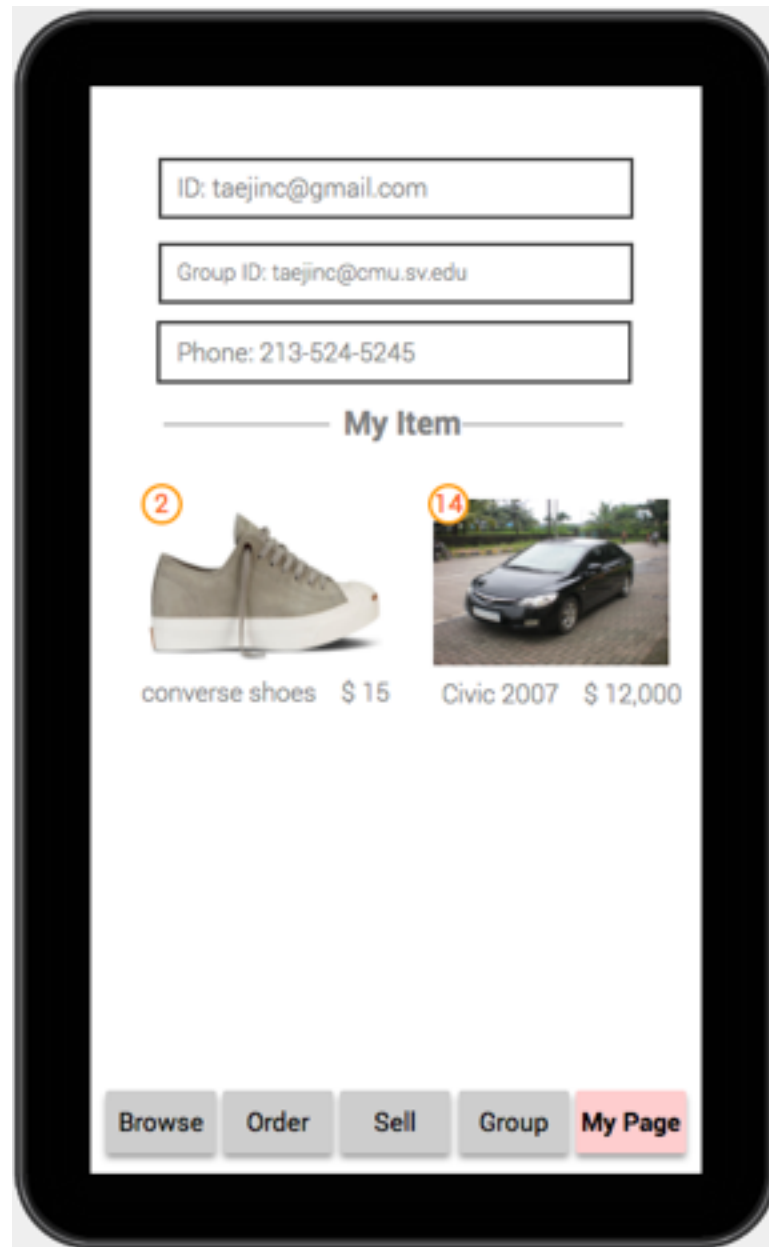 ID: taejinc@gmail.com
Group ID: taejinc@cmu.sv.edu
Phone: 213-524-5245
My Item
2
14
converse shoes $ 15
Civic 2007 $ 12,000
Browse Order Sell Group My Page